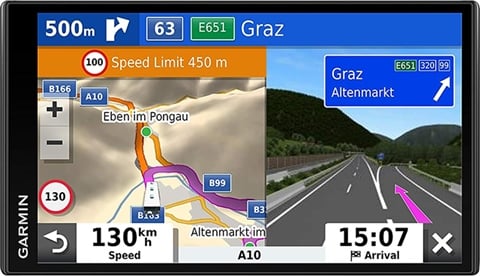 500m
63
E651
Graz
100
Speed Limit 450 m
B166
A10
Eben im Pongau
B99
130
B163
B3
Altenmarkt im
130 km/h
Speed
A10
Graz
E651 320 99
Altenmarkt
15:07
Arrival
GARMIN